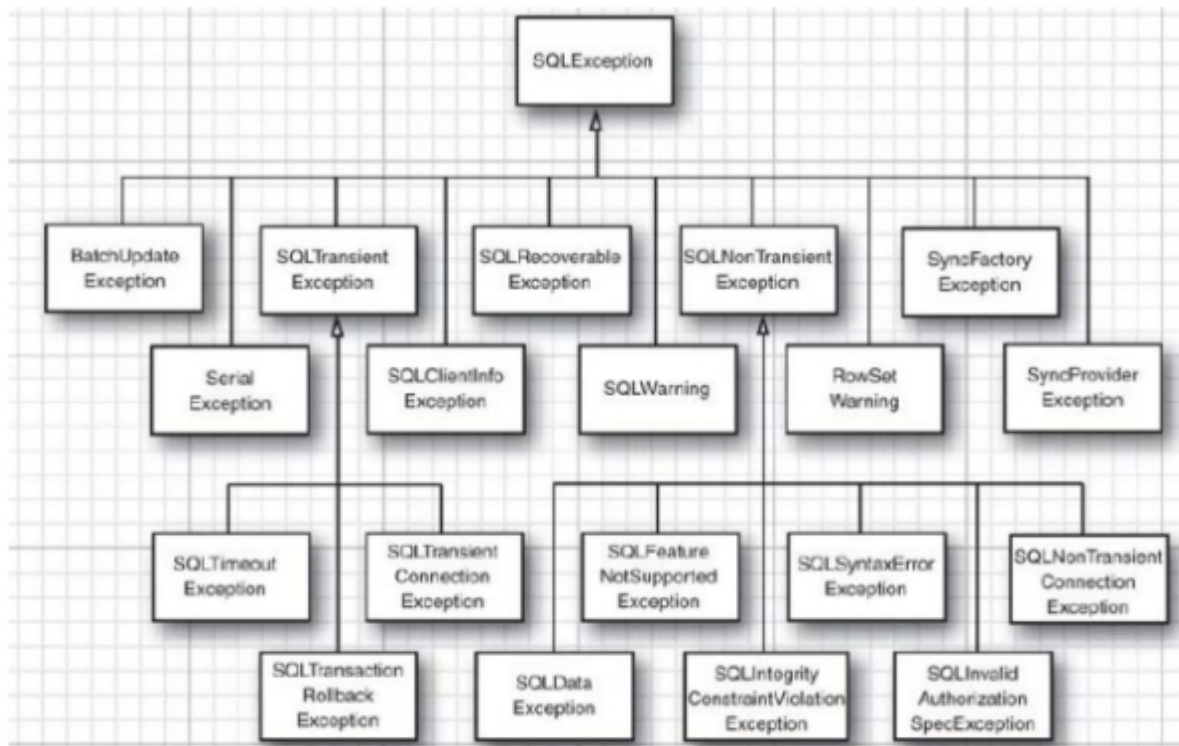 SQLException
BatchUpdate
Exception
SQLTransient
Exception
SQLRecoverable
Exception
SQLNonTransient
Exception
SyncFactory
Exception
Serial
Exception
SQLClientInfo
Exception
SQLWarning
RowSet
Warning
SyncProvider
Exception
SQLTimeout
Exception
SQLTransient
Connection
Exception
SQLFeature
NotSupported
Exception
SQLSyntaxError
Exception
SQLNonTransient
Connection
Exception
SQLTransaction
Rollback
Exception
SQLData
Exception
SQLIntegrity
ConstraintViolation
Exception
SQLInvalid
Authorization
SpecException